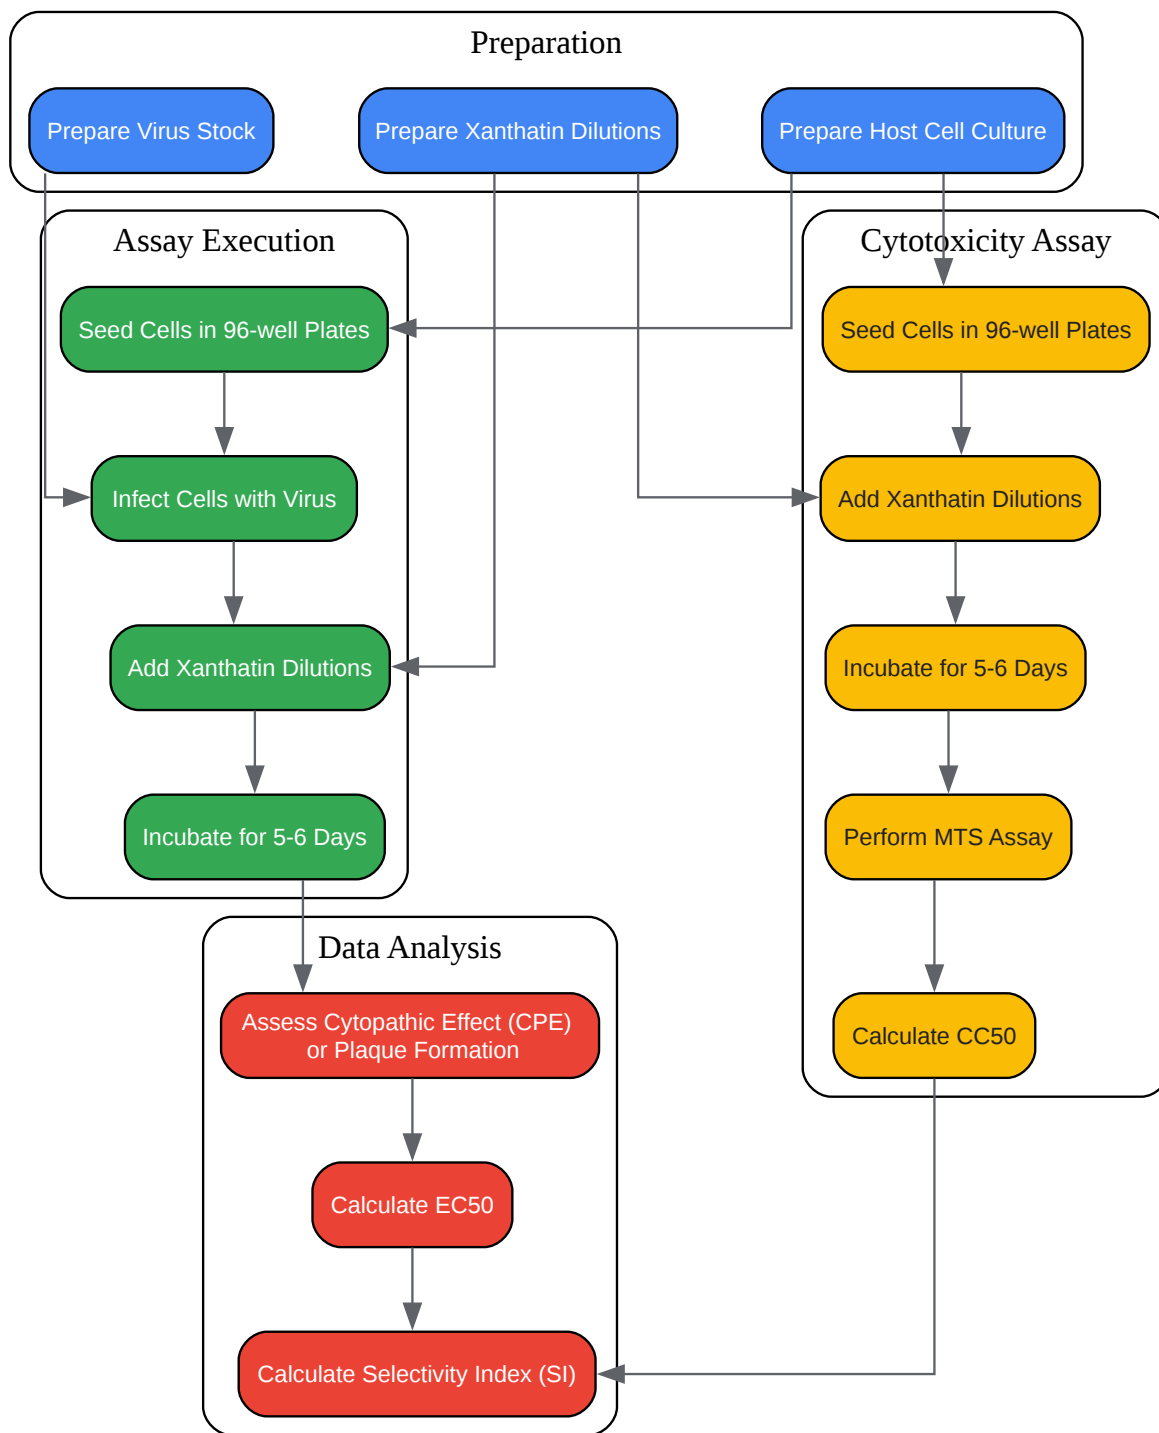 Preparation
Prepare Virus Stock
Prepare Xanthatin Dilutions
Prepare Host Cell Culture
Assay Execution
Seed Cells in 96-well Plates
Infect Cells with Virus
Add Xanthatin Dilutions
Incubate for 5-6 Days
Cytotoxicity Assay
Seed Cells in 96-well Plates
Add Xanthatin Dilutions
Incubate for 5-6 Days
Perform MTS Assay
Calculate CC50
Data Analysis
Assess Cytopathic Effect (CPE)
or Plaque Formation
Calculate EC50
Calculate Selectivity Index (SI)